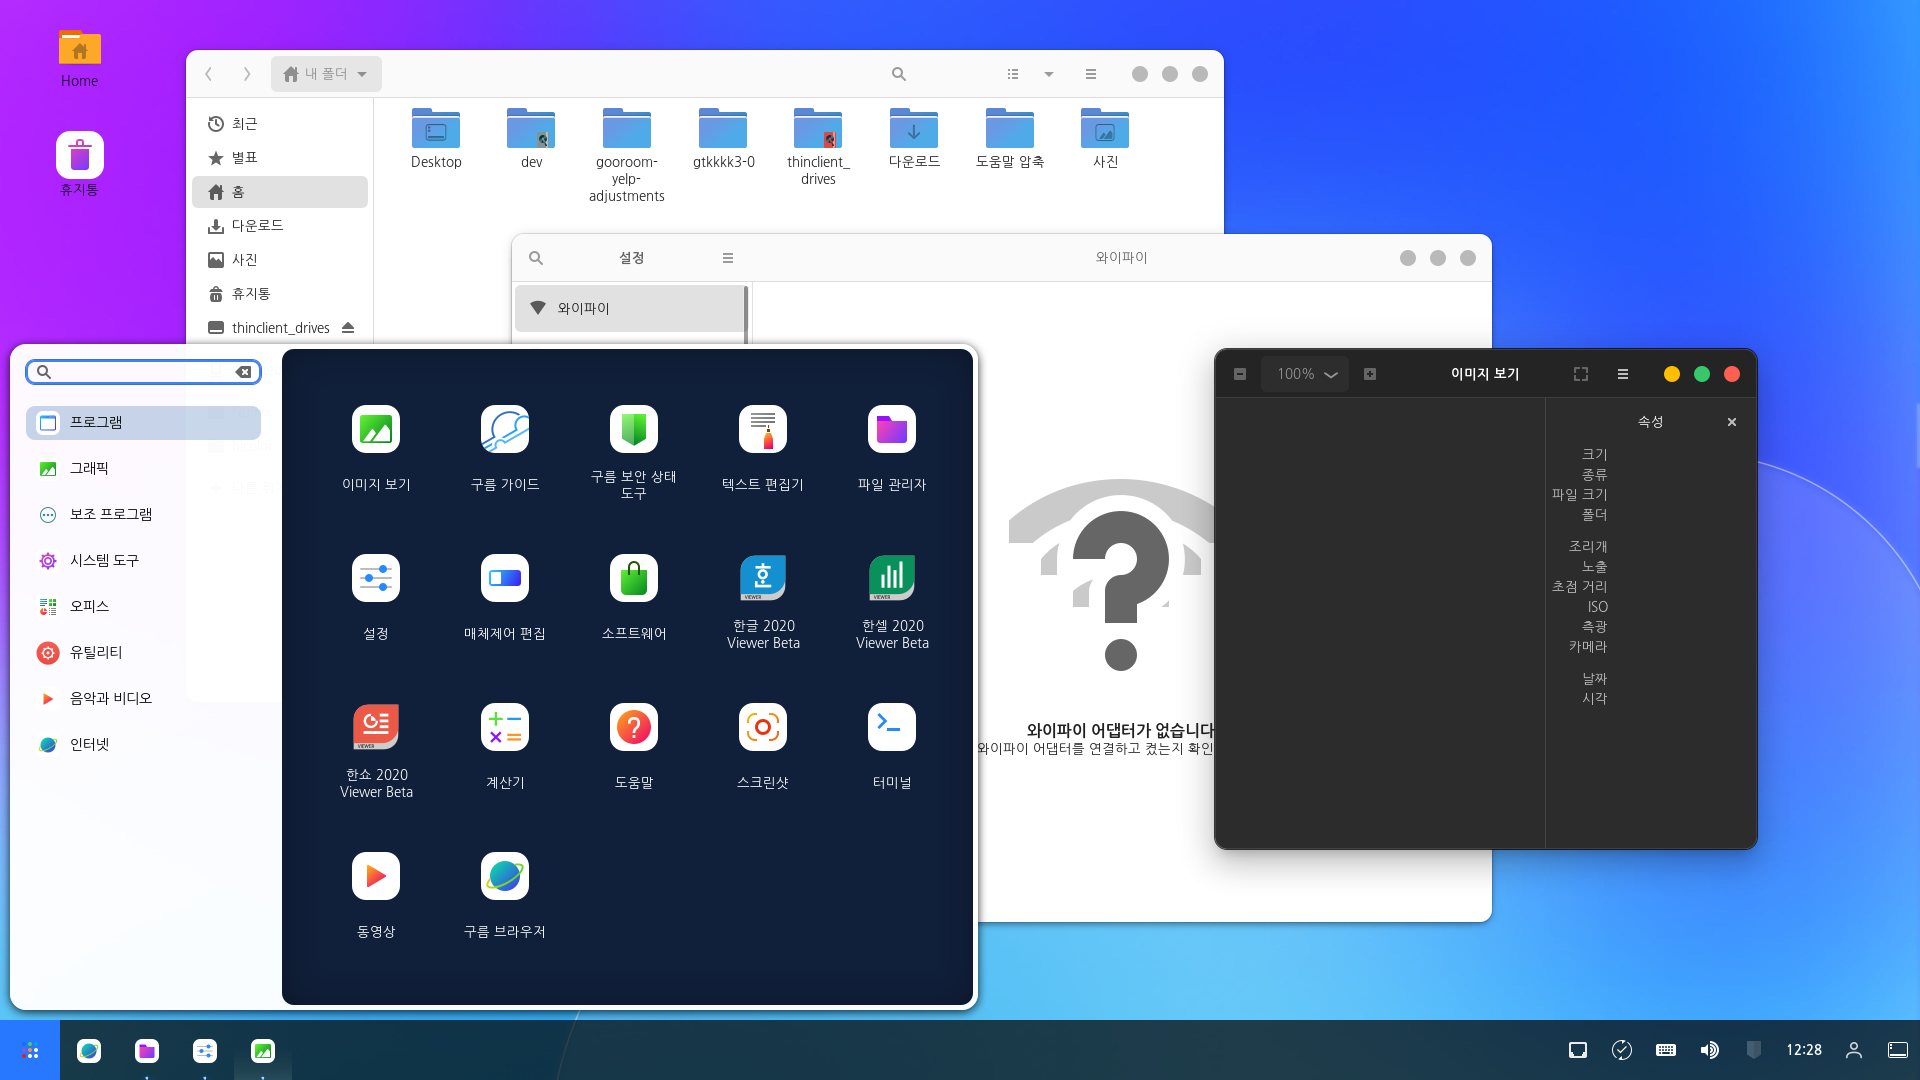 Home
휴지통
내 폴더
최근
별표
홈
다운로드
사진
휴지통
thinclient_drives
Desktop
dev
gooroom-
yelp-
adjustments
gtkkkk3-0
thinclient_
drives
다운로드
도움말 압축
사진
설정
와이파이
와이파이
와이파이 어댑터가 없습니다
와이파이 어댑터를 연결하고 켰는지 확인
100%
이미지 보기
속성
크기
종류
파일 크기
폴더
조리개
노출
초점 거리
ISO
측광
카메라
날짜
시각
프로그램
그래픽
보조 프로그램
시스템 도구
오피스
유틸리티
음악과 비디오
인터넷
이미지 보기
구름 가이드
구름 보안 상태
도구
텍스트 편집기
파일 관리자
설정
매체제어 편집
소프트웨어
한글 2020
Viewer Beta
한셀 2020
Viewer Beta
한쇼 2020
Viewer Beta
계산기
도움말
스크린샷
터미널
동영상
구름 브라우저
VIEWER
VIEWER
VIEWER
12:28